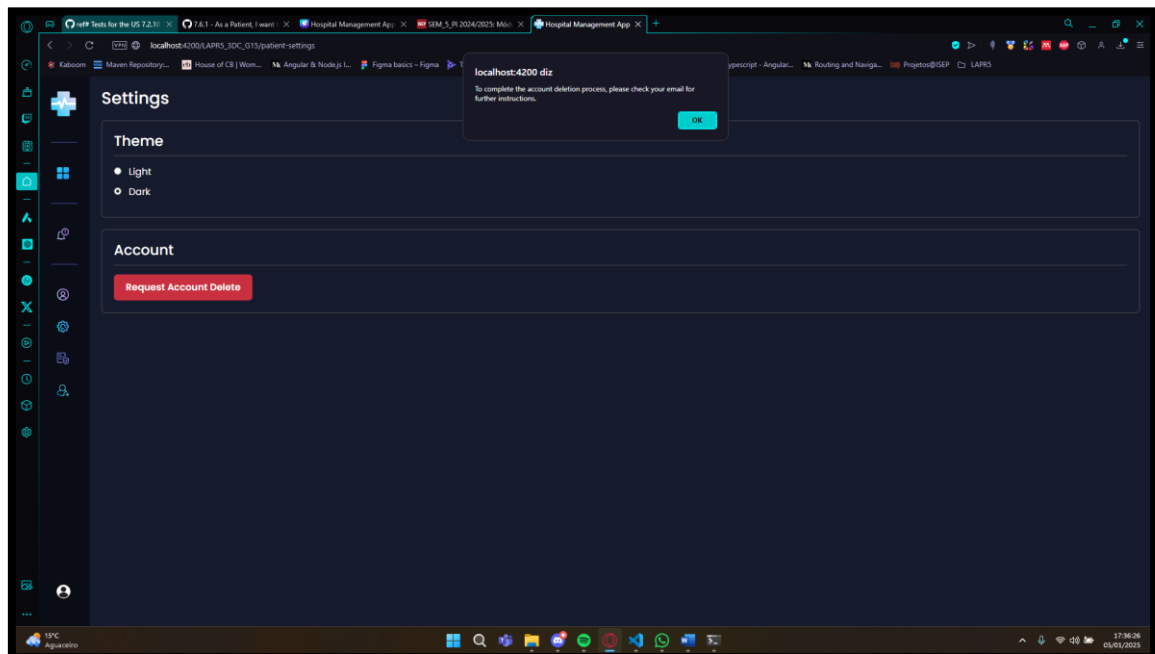 ref# Tests for the US 7.2.1
7.6.1 - As a Patient, I want
Hospital Management App
SEM_5_PI 2024/2025: Mód
Hospital Management App
VPN
localhost:4200/LAPR5_3DC_G15/patient-settings
Kaboom
Maven Repository:...
House of CB | Wom...
Angular & Node.js I...
Figma basics – Figma
ypescript - Angular...
Routing and Naviga...
Projetos@ISEP
LAPR5
localhost:4200 diz
To complete the account deletion process, please check your email for
further instructions.
OK
Settings
Theme
Light
Dark
Account
Request Account Delete
15°C
Aguaceiro
17:36:26
03/01/2025